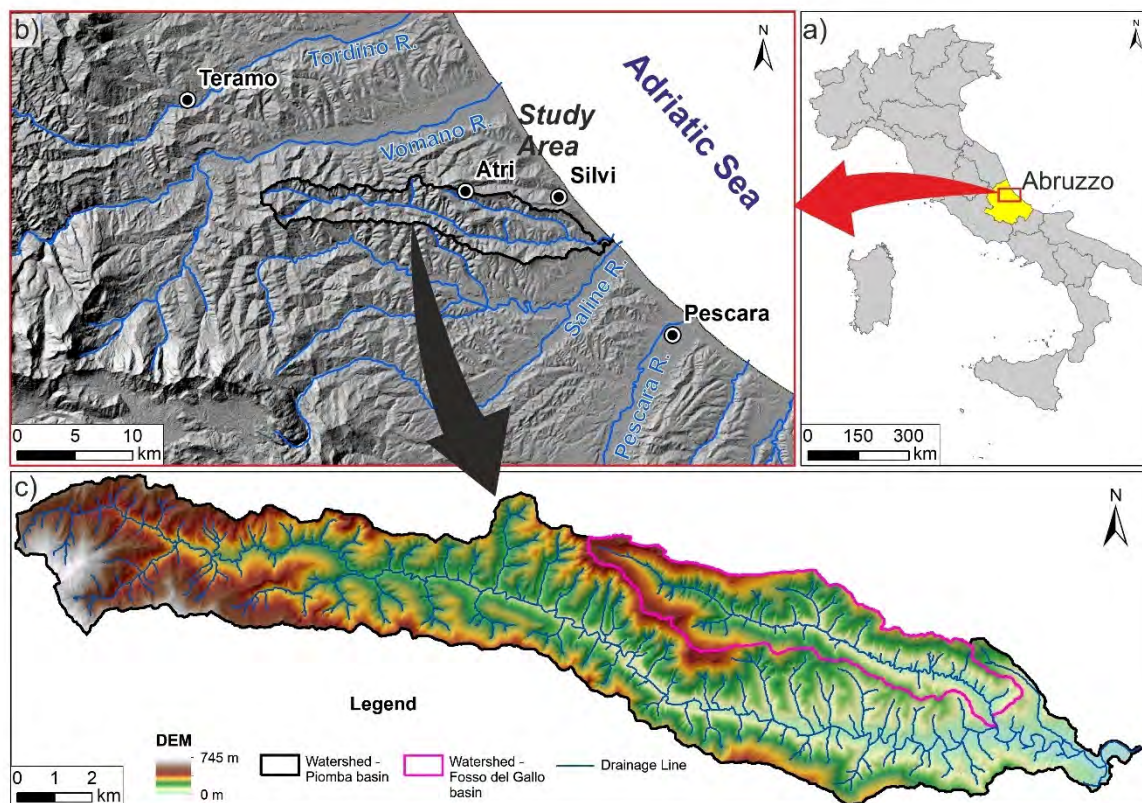 b)
N
Tordino R.
Teramo
Adriatic Sea
Study
Area
Vomano R.
Atri
Silvi
Saline R.
Pescara
Pescara R.
0 5 10
km
a)
N
Abruzzo
0 150 300
km
c)
N
Legend
DEM
745 m
0 m
Watershed -
Piomba basin
Watershed -
Fosso del Gallo
basin
Drainage Line
0 1 2
km